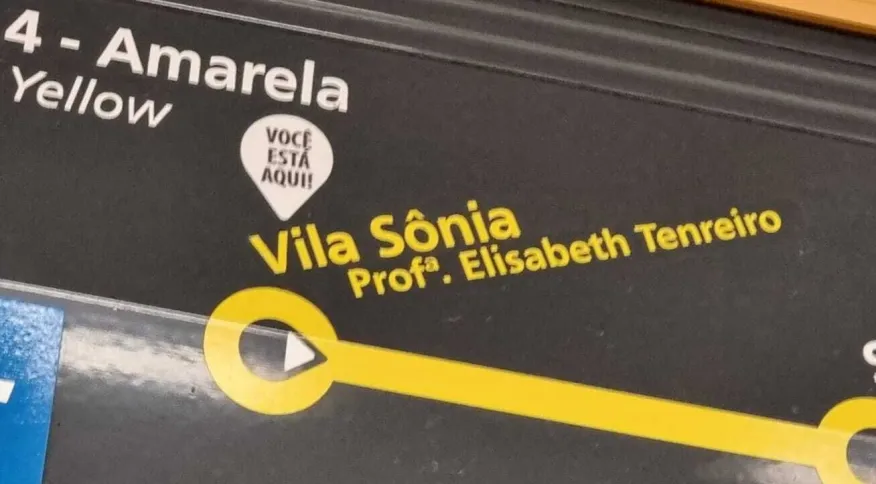 4 - Amarela
Yellow
VOCÊ
ESTÁ
AQUI!
Vila Sônia
Profª. Elisabeth Tenreiro